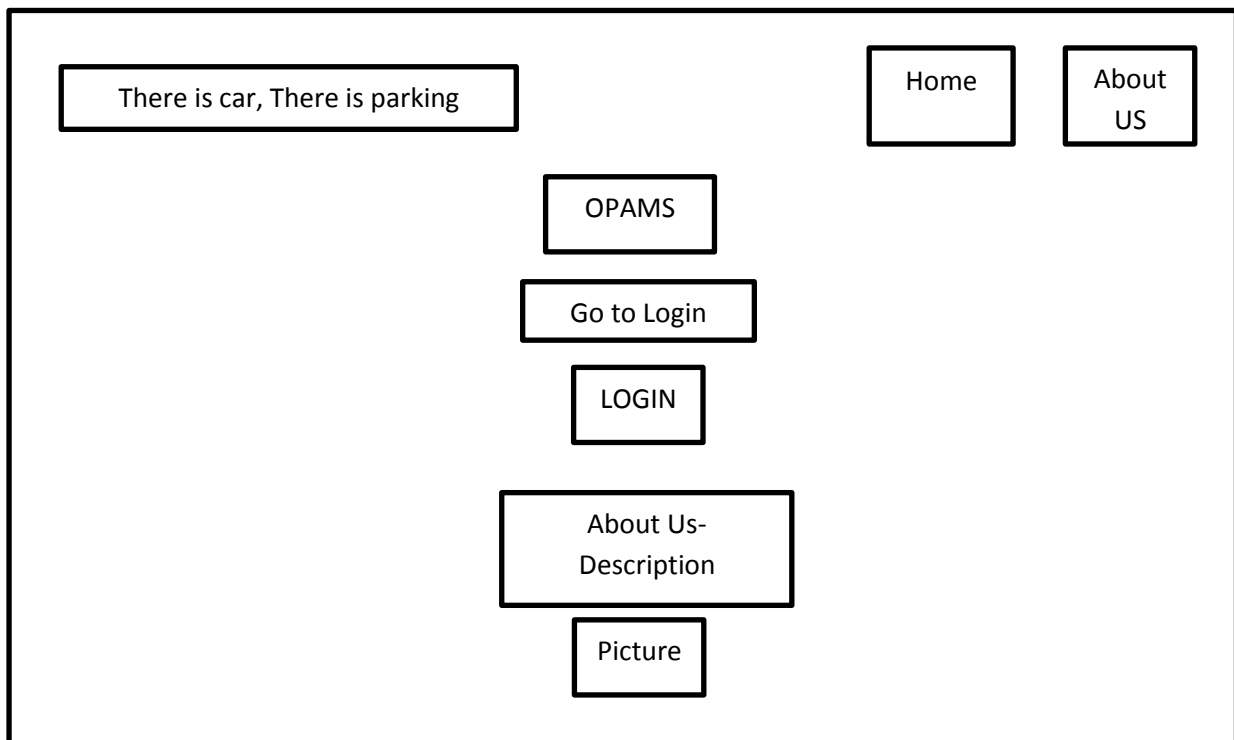 There is car, There is parking
Home
About
US
OPAMS
Go to Login
LOGIN
About Us-
Description
Picture